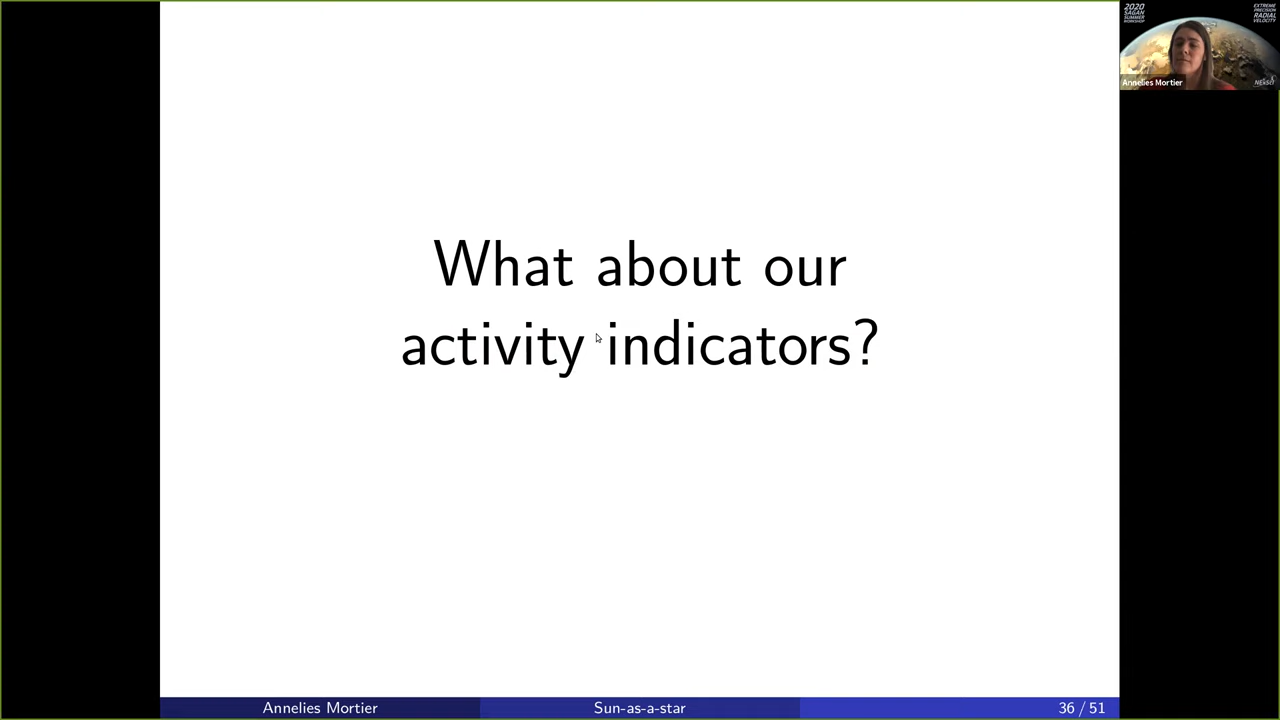 What about our
activity indicators?
Annelies Mortier
Sun-as-a-star
36 / 51
2020
SAGAN
SUMMER
WORKSHOP
EXTREME
PRECISION
RADIAL
VELOCITY
Annelies Mortier